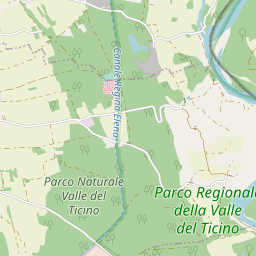 Canale Regina Elena
Parco Naturale
Valle del
Ticino
Parco Regionale
della Valle
del Ticino